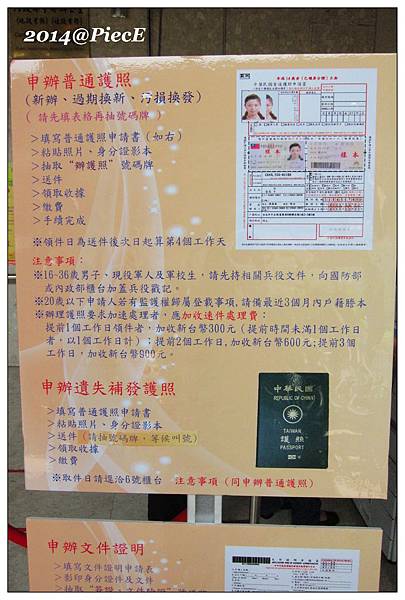 2014@PiecE
申辦普通護照
(新辦、過期換新、污損換發)
( 請先填表格再抽號碼牌 )
＞填寫普通護照申請書 (如右)
＞粘貼照片、身分證影本
＞抽取“辦護照”號碼牌
＞送件
＞領取收據
＞繳費
＞手續完成
※領件日為送件後次日起算第4個工作天
注意事項：
※16-36歲男子、現役軍人及軍校生，請先持相關兵役文件，向國防部
或內政部櫃台加蓋兵役戳記。
※20歲以下申請人若有監護權歸屬登載事項,請備最近3個月內戶籍謄本
※辦理護照要求加速處理者，應加收速件處理費：
提前1個工作日領件者，加收新台幣300元 (提前時間未滿1個工作日
者，以1個工作日計) ；提前2個工作日,加收新台幣600元;提前3個
工作日，加收新台幣900元。
申辦遺失補發護照
＞填寫普通護照申請書
＞粘貼照片、身分證影本
＞送件 (請抽號碼牌，等候叫號)
＞領取收據
＞繳費
※取件日請逕洽6號櫃台 注意事項 (同申辦普通護照)
中華民國
REPUBLIC OF CHINA
TAIWAN
護照
PASSPORT
樣本
樣本
申辦文件證明
＞填寫文件證明申請表
＞影印身分證件及文件